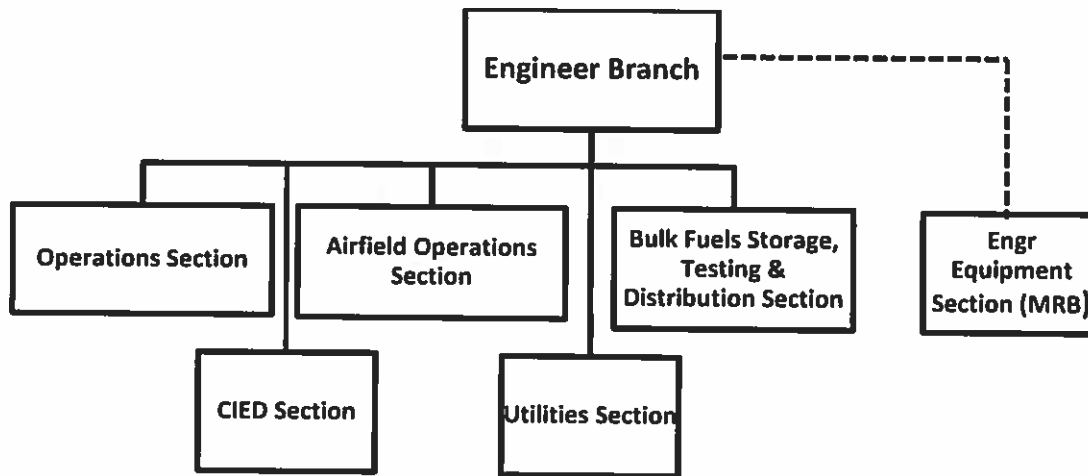 Engineer Branch
Operations Section
Airfield Operations
Section
Bulk Fuels Storage,
Testing &
Distribution Section
Engr
Equipment
Section (MRB)
CIED Section
Utilities Section